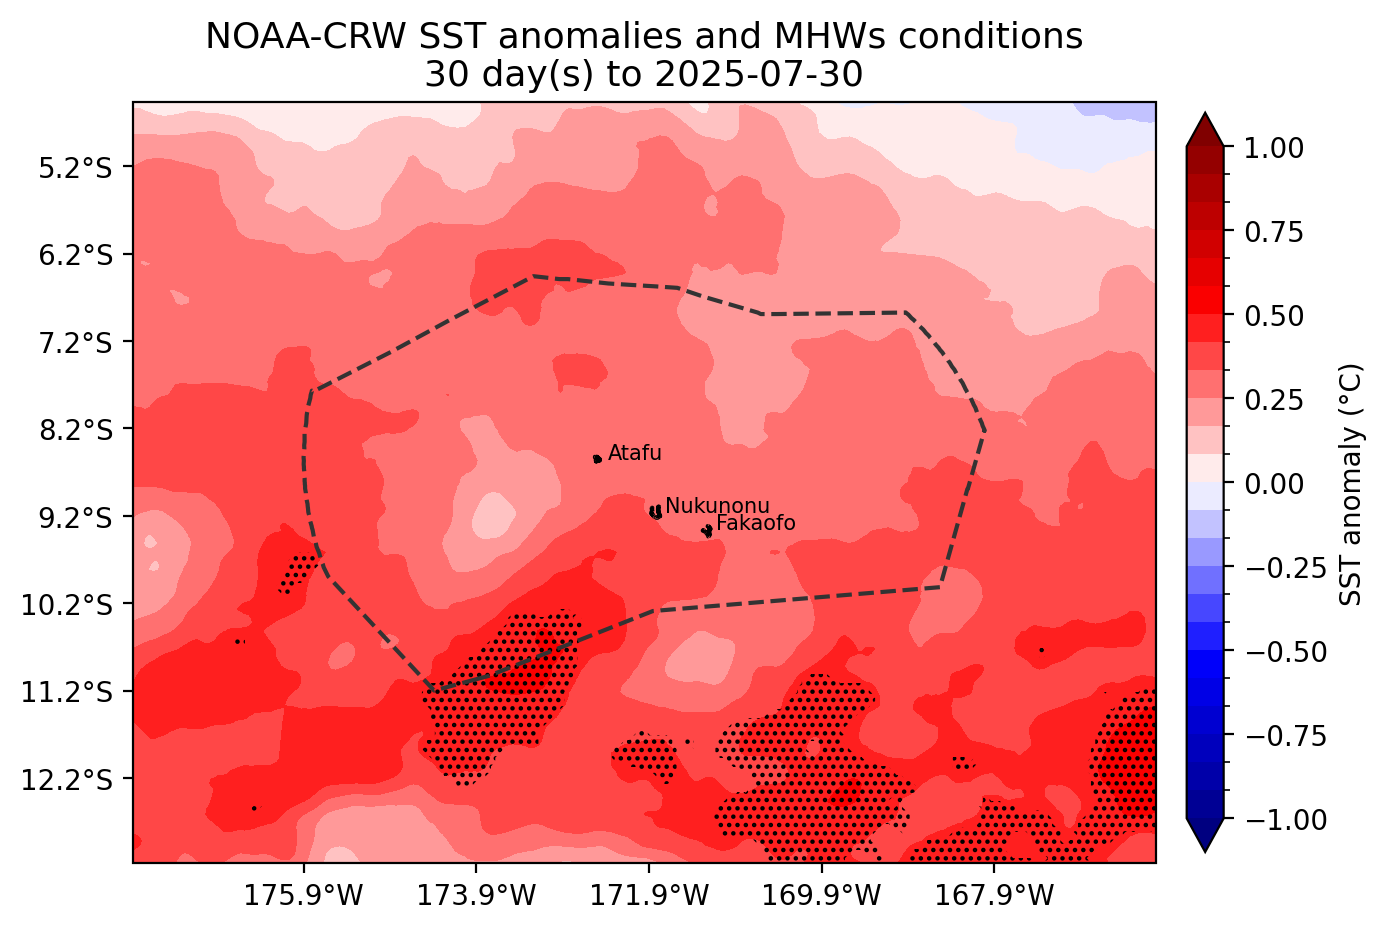 NOAA-CRW SST anomalies and MHWs conditions
30 day(s) to 2025-07-30
5.2°S
6.2°S
7.2°S
8.2°S
9.2°S
10.2°S
11.2°S
12.2°S
Atafu
Nukunonu
Fakaofo
175.9°W
173.9°W
171.9°W
169.9°W
167.9°W
1.00
0.75
0.50
0.25
0.00
−0.25
−0.50
−0.75
−1.00
SST anomaly (°C)